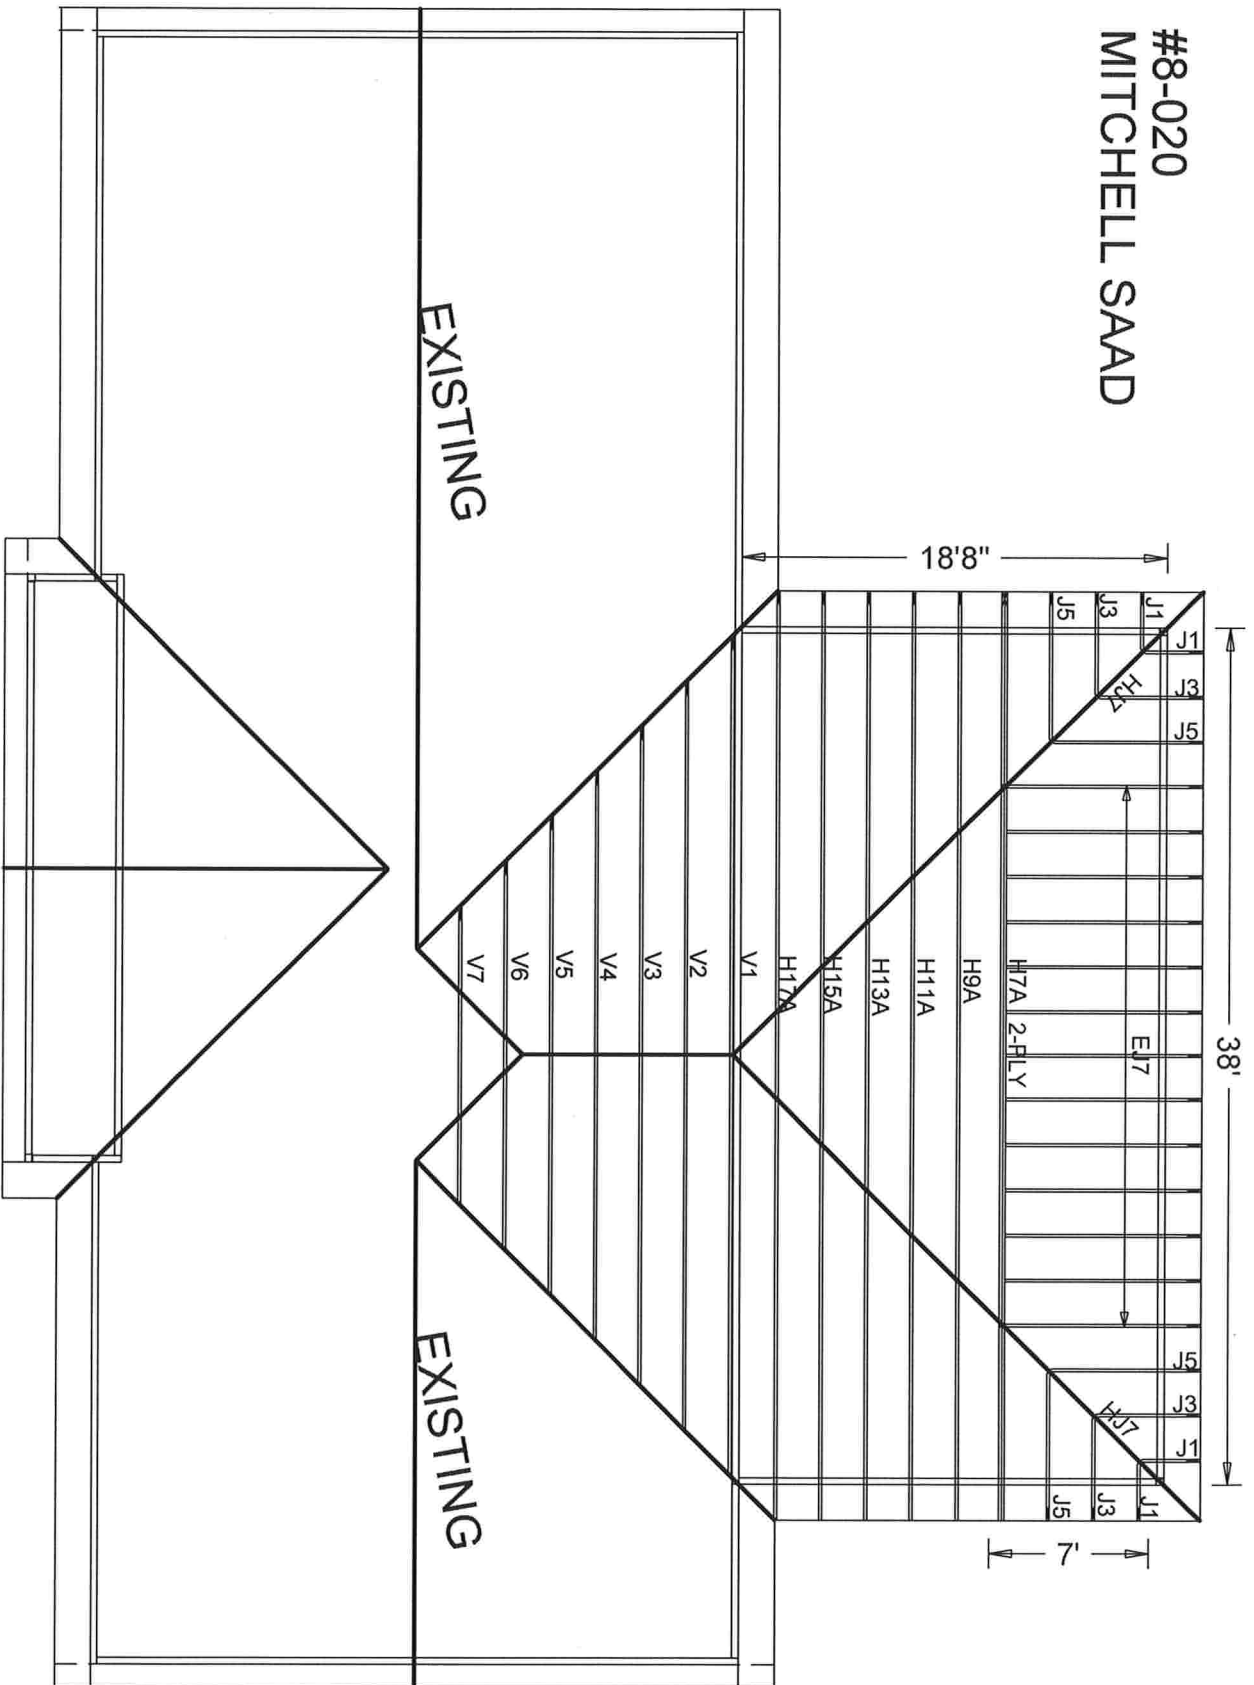 #8-020
MITCHELL SAAD
38'
18'8"
7'
J1
J3
J5
J1
J3
J5
HJ7
EJ7
J5
J3
J1
HJ7
J5
J3
J1
H7A 2-PLY
H9A
H11A
H13A
H15A
H17A
V1
V2
V3
V4
V5
V6
V7
EXISTING
EXISTING